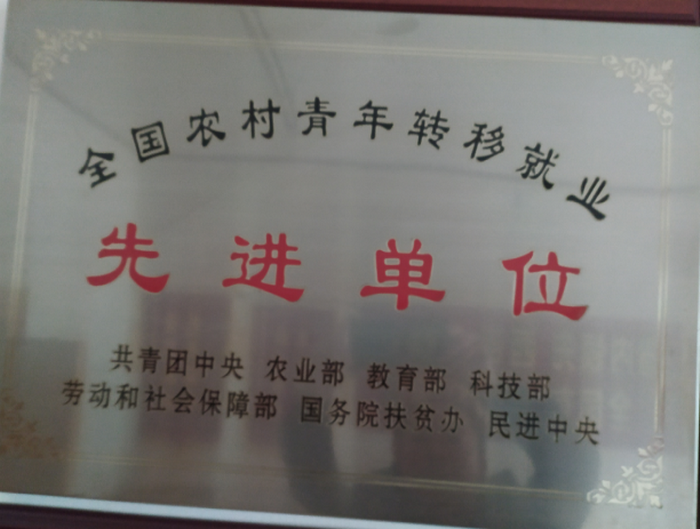 全国农村青年转移就业
先进单位
共青团中央 农业部 教育部 科技部
劳动和社会保障部 国务院扶贫办 民进中央